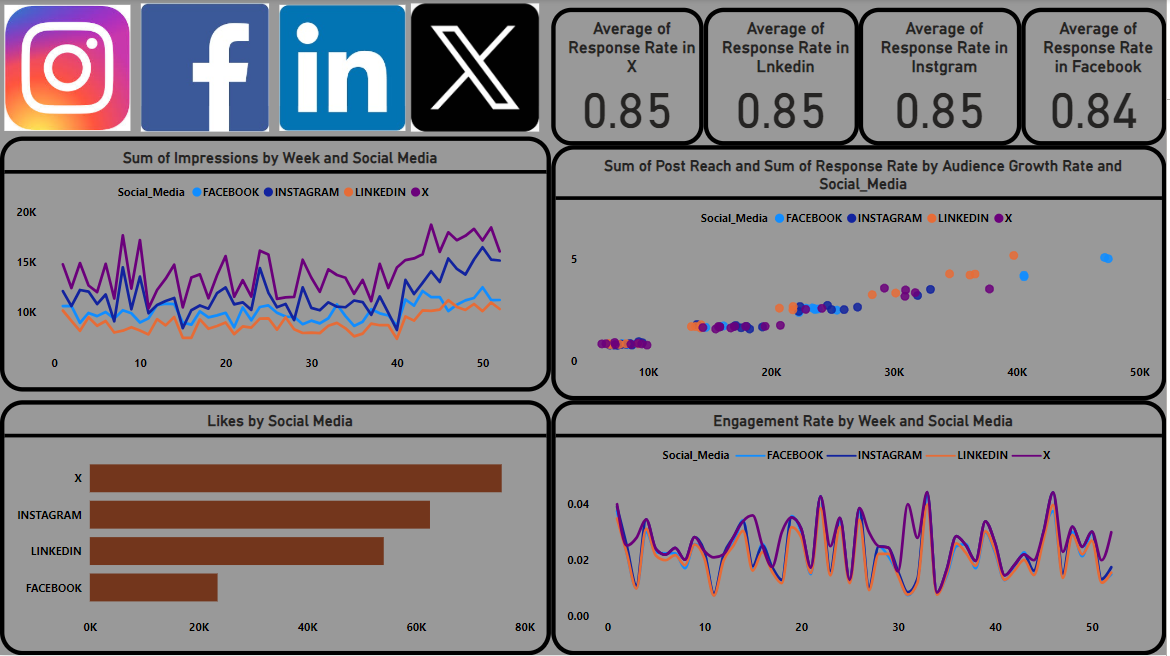 in
Average of
Response Rate in
X
0.85
Average of
Response Rate in
Lnkedin
0.85
Average of
Response Rate in
Instgram
0.85
Average of
Response Rate
in Facebook
0.84
Sum of Impressions by Week and Social Media
Social_Media FACEBOOK INSTAGRAM LINKEDIN X
20K
15K
10K
0 10 20 30 40 50
Sum of Post Reach and Sum of Response Rate by Audience Growth Rate and
Social_Media
Social_Media FACEBOOK INSTAGRAM LINKEDIN X
5
0
10K 20K 30K 40K 50K
Likes by Social Media
X
INSTAGRAM
LINKEDIN
FACEBOOK
0K 20K 40K 60K 80K
Engagement Rate by Week and Social Media
Social_Media FACEBOOK INSTAGRAM LINKEDIN X
0.04
0.02
0.00
0 10 20 30 40 50